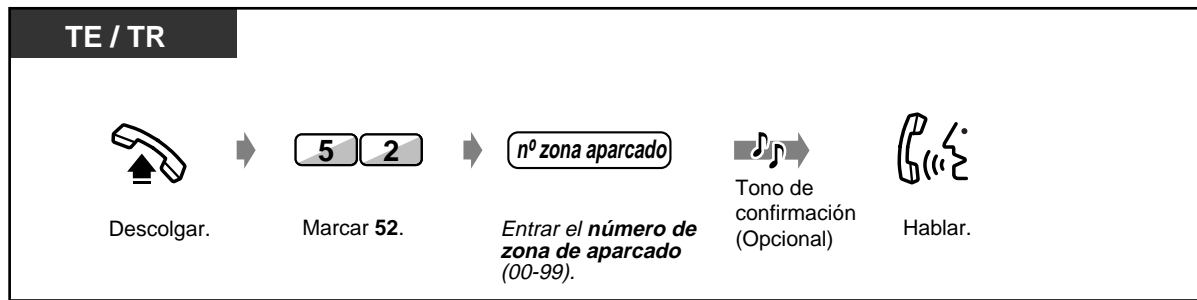 TE / TR
5 2
nº zona aparcado
Descolgar.
Marcar 52.
Entrar el número de
zona de aparcado
(00-99).
Tono de
confirmación
(Opcional)
Hablar.